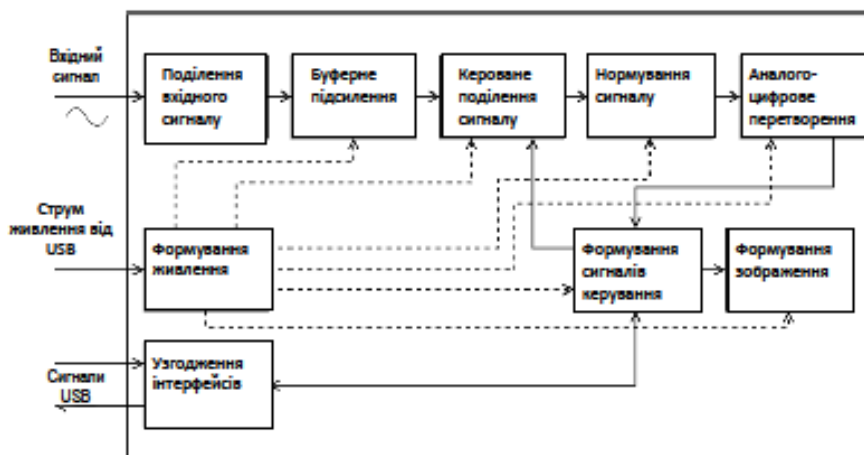 Вхідний
сигнал
Поділення
вхідного
сигналу
Буферне
підсилення
Кероване
поділення
сигналу
Нормування
сигналу
Аналого-
цифрове
перетворення
Струм
живлення від
USB
Формування
живлення
Формування
сигналів
керування
Формування
зображення
Сигнали
USB
Узгодження
інтерфейсів